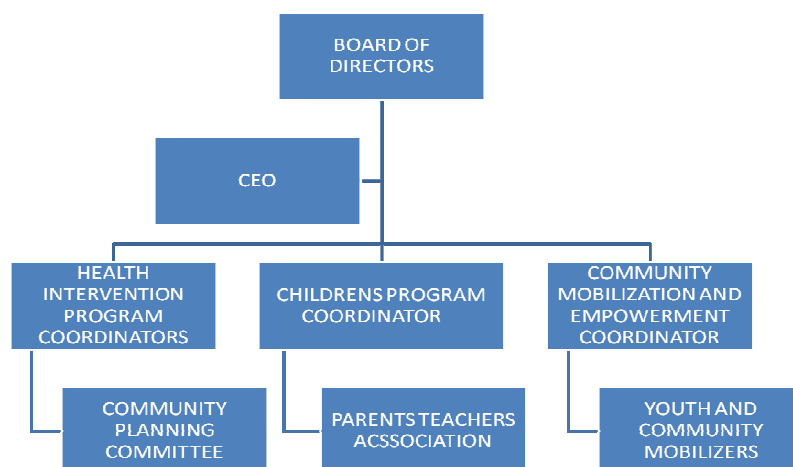 BOARD OF
DIRECTORS
CEO
HEALTH
INTERVENTION
PROGRAM
COORDINATORS
CHILDRENS PROGRAM
COORDINATOR
COMMUNITY
MOBILIZATION AND
EMPOWERMENT
COORDINATOR
COMMUNITY
PLANNING
COMMITTEE
PARENTS TEACHERS
ACSSOCIATION
YOUTH AND
COMMUNITY
MOBILIZERS